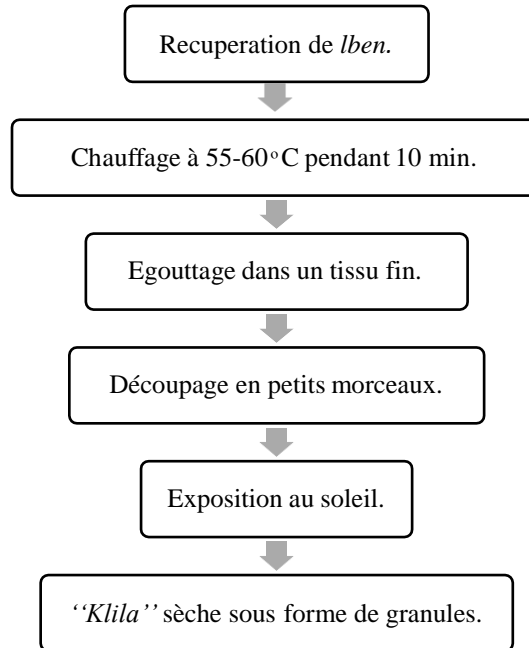 Recuperation de lben.
Chauffage à 55-60°C pendant 10 min.
Egouttage dans un tissu fin.
Découpage en petits morceaux.
Exposition au soleil.
‘‘Klila’’ sèche sous forme de granules.